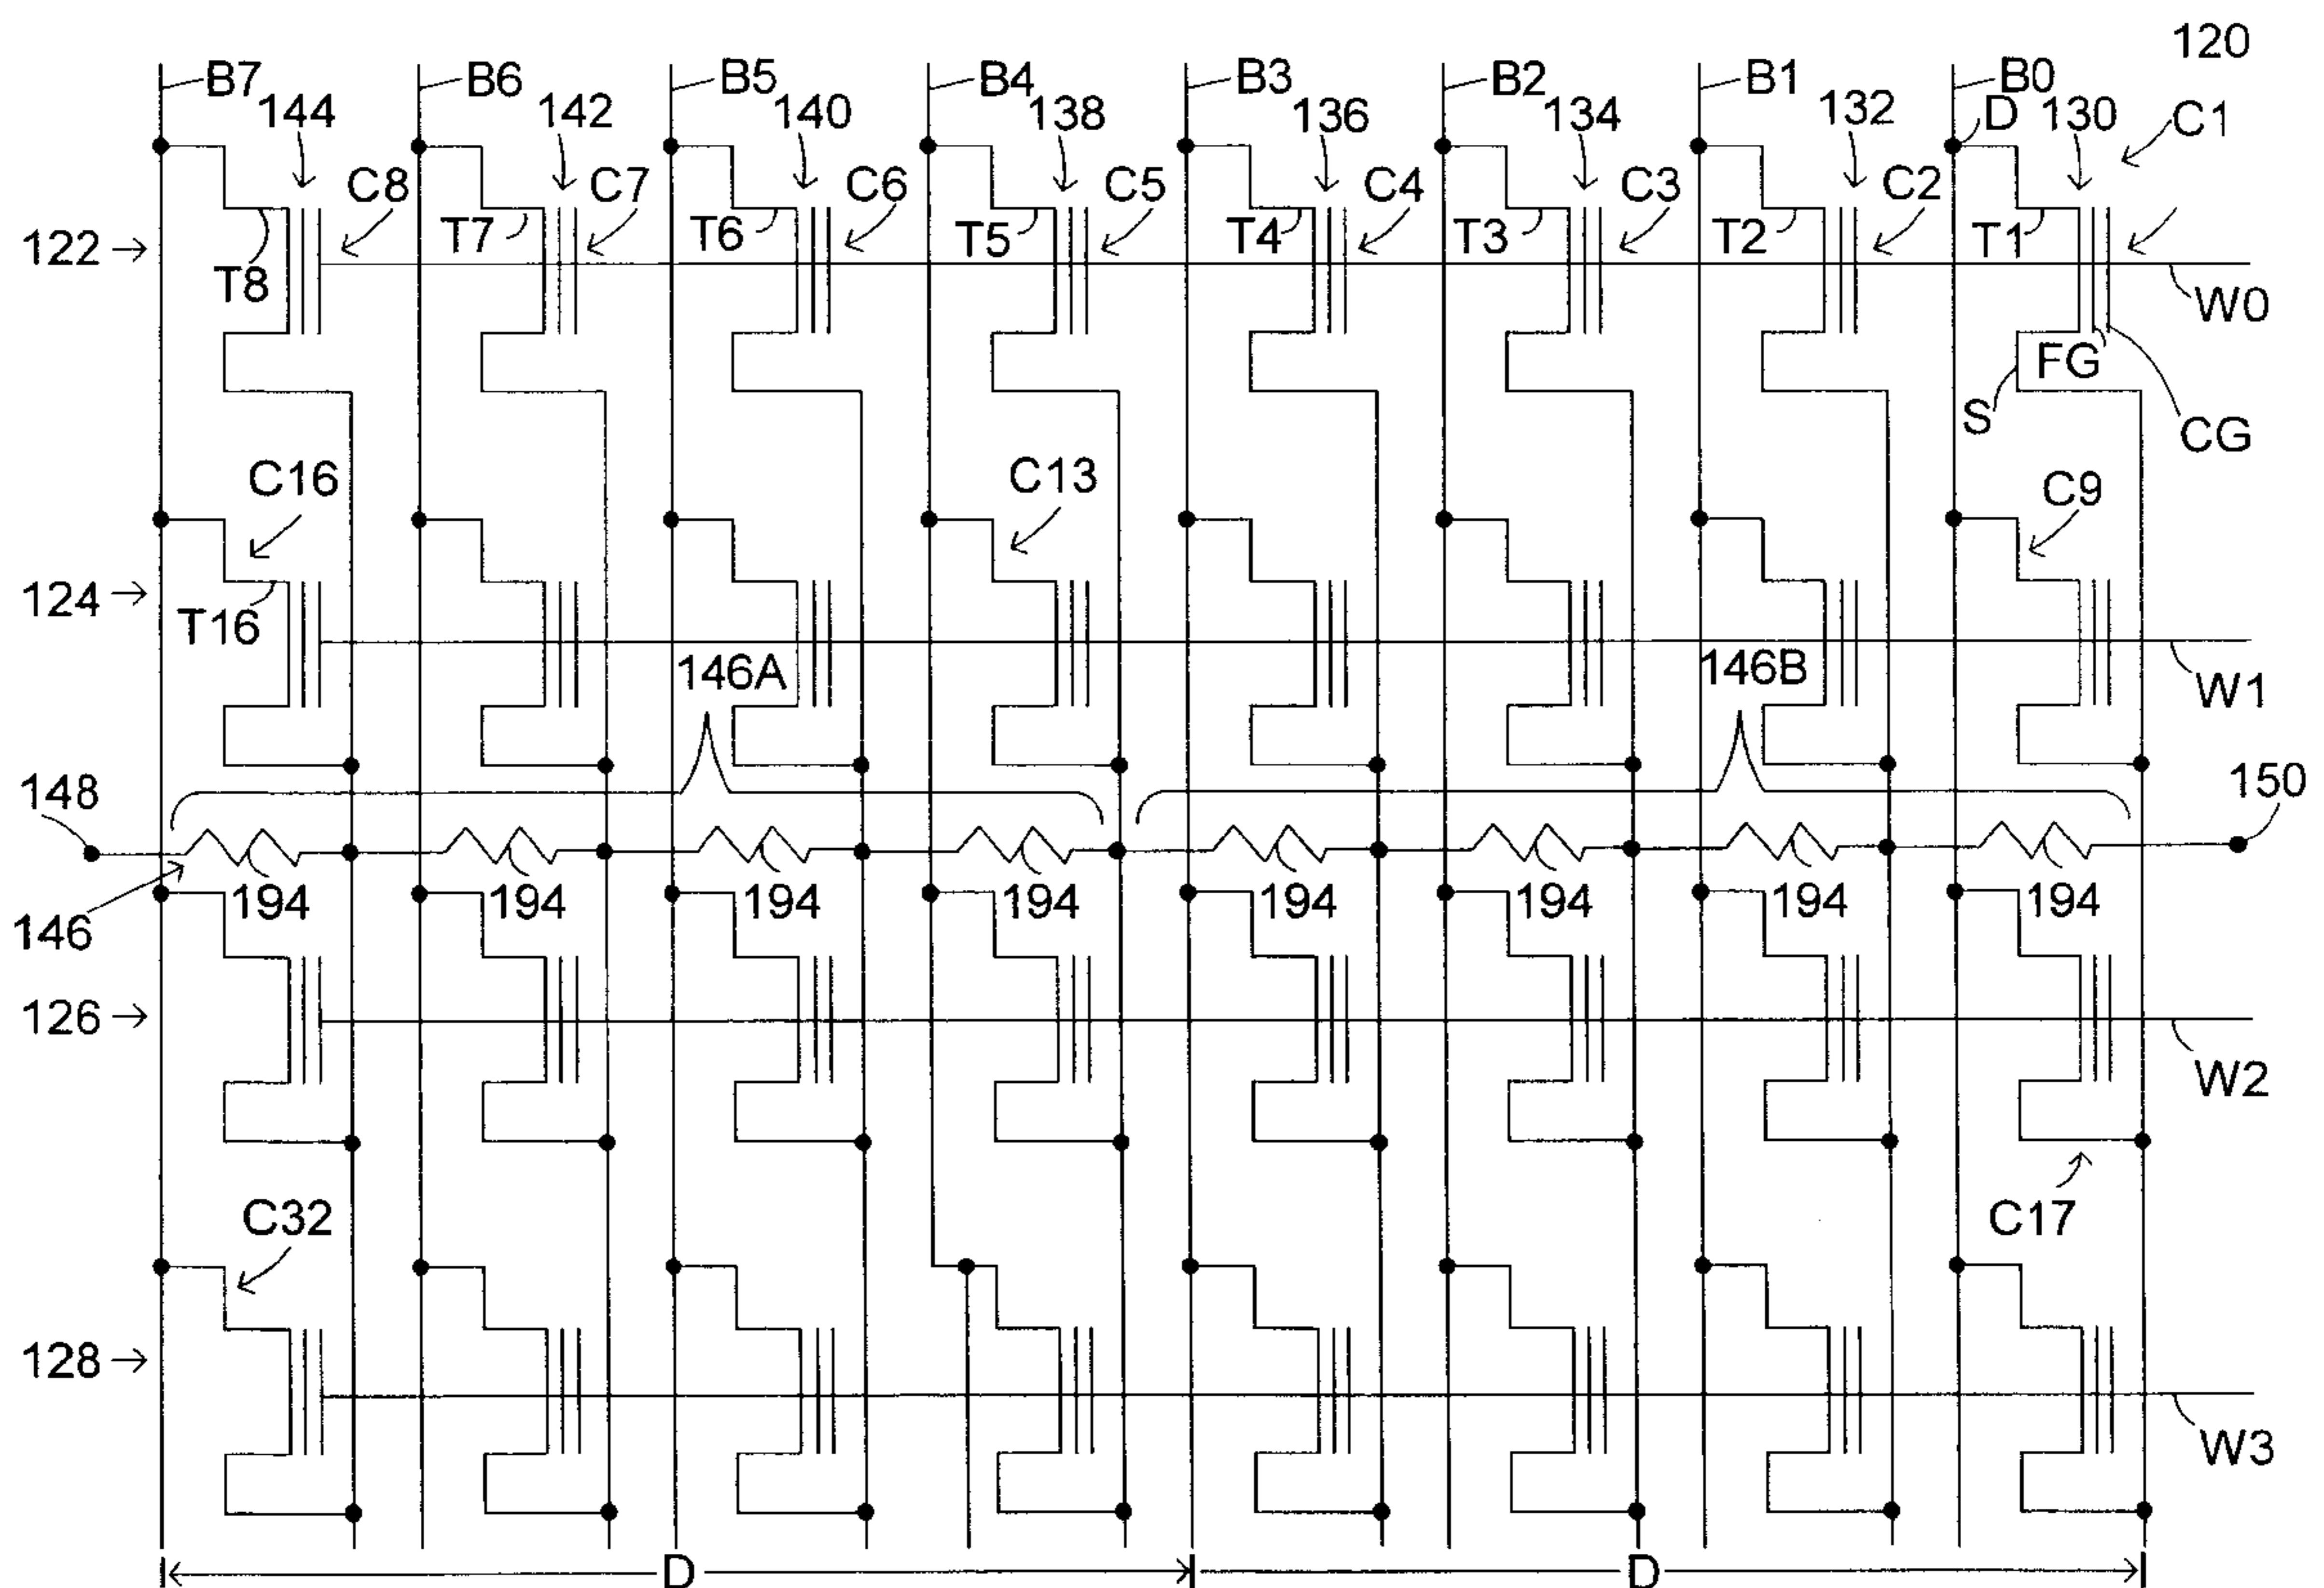 120
B7 B6 B5 B4 B3 B2 B1 B0
144 142 140 138 136 134 132 D 130 C1
C8 C7 C6 C5 C4 C3 C2
122 T8 T7 T6 T5 T4 T3 T2 T1
W0
S FG CG
C16 C13 C9
124 T16
146A 146B W1
148 150
194 194 194 194 194 194 194 194
146
126
W2
C32 C17
128
W3
D D